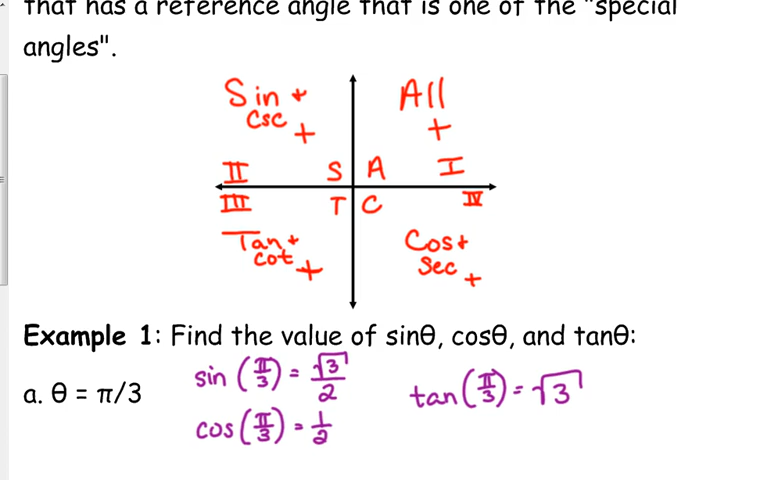 that has a reference angle that is one of the "special
angles".
Sin + All
Csc + +
II S A I
III T C IV
Tan + Cos+
cot + Sec +
Example 1: Find the value of sinθ, cosθ, and tanθ:
sin(π/3) = √3/2
a. θ = π/3 tan(π/3) = √3
cos(π/3) = 1/2